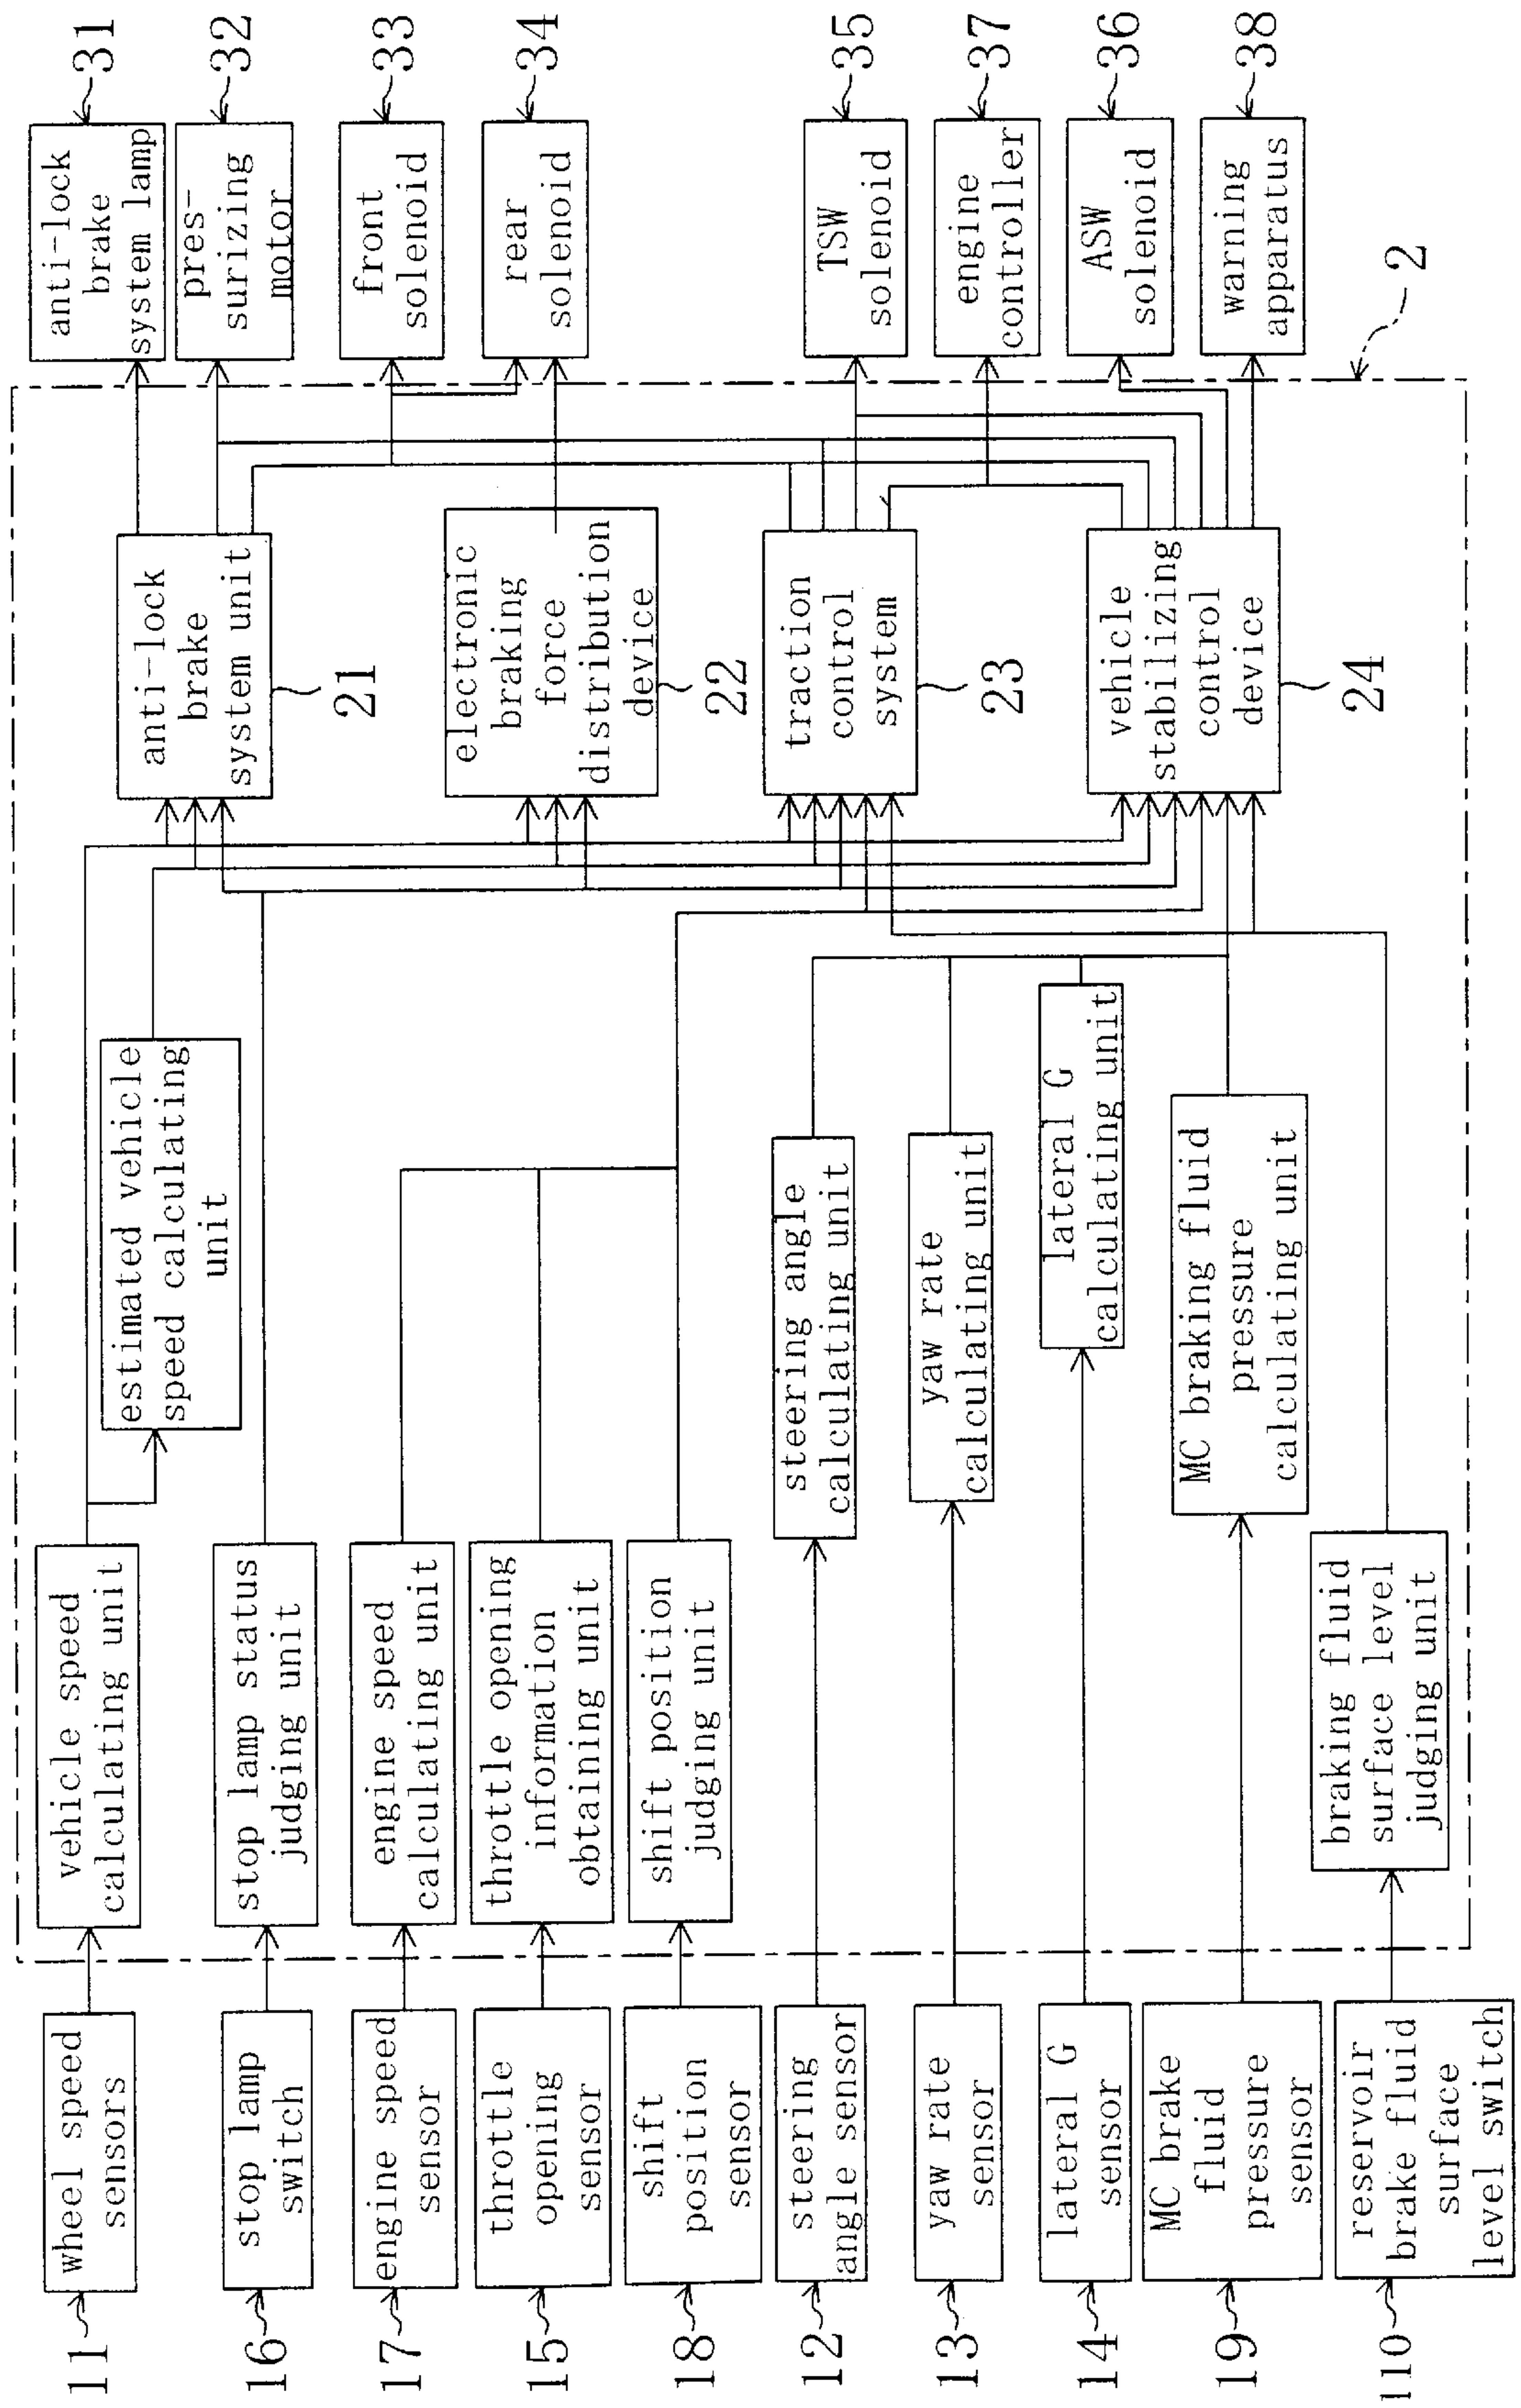 11
wheel speed
sensors
16
stop lamp
switch
17
engine speed
sensor
15
throttle
opening
sensor
18
shift
position
sensor
12
steering
angle sensor
13
yaw rate
sensor
14
lateral G
sensor
19
MC brake
fluid
pressure
sensor
110
reservoir
brake fluid
surface
level switch
vehicle speed
calculating unit
stop lamp status
judging unit
engine speed
calculating unit
throttle opening
information
obtaining unit
shift position
judging unit
braking fluid
surface level
judging unit
estimated vehicle
speed calculating
unit
steering angle
calculating unit
yaw rate
calculating unit
lateral G
calculating unit
MC braking fluid
pressure
calculating unit
anti-lock
brake
system unit
21
electronic
braking
force
distribution
device
22
traction
control
system
23
vehicle
stabilizing
control
device
24
anti-lock
brake
system lamp
31
pres-
surizing
motor
32
front
solenoid
33
rear
solenoid
34
TSW
solenoid
35
engine
controller
37
ASW
solenoid
36
warning
apparatus
38
2